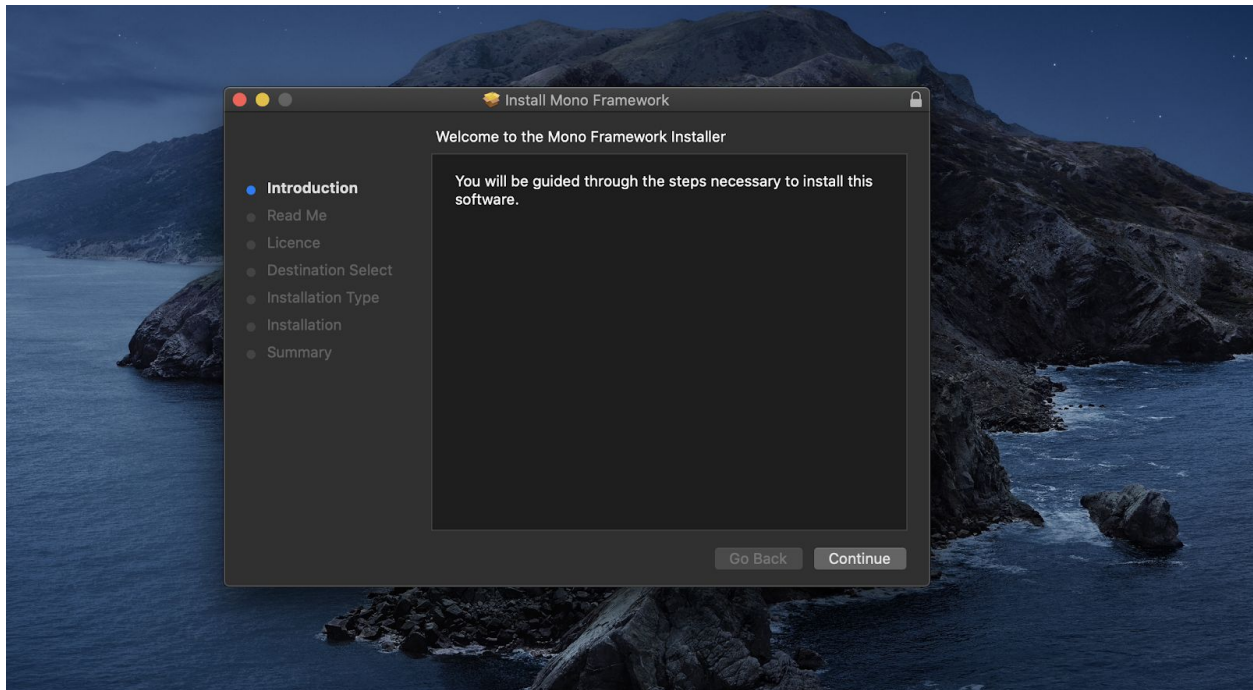 Install Mono Framework
Welcome to the Mono Framework Installer
Introduction
Read Me
Licence
Destination Select
Installation Type
Installation
Summary
You will be guided through the steps necessary to install this
software.
Go Back
Continue